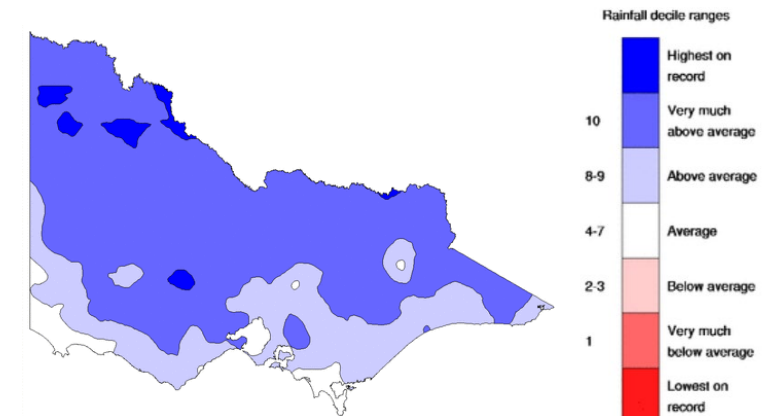 Rainfall decile ranges
Highest on
record
10
Very much
above average
8-9
Above average
4-7
Average
2-3
Below average
1
Very much
below average
Lowest on
record